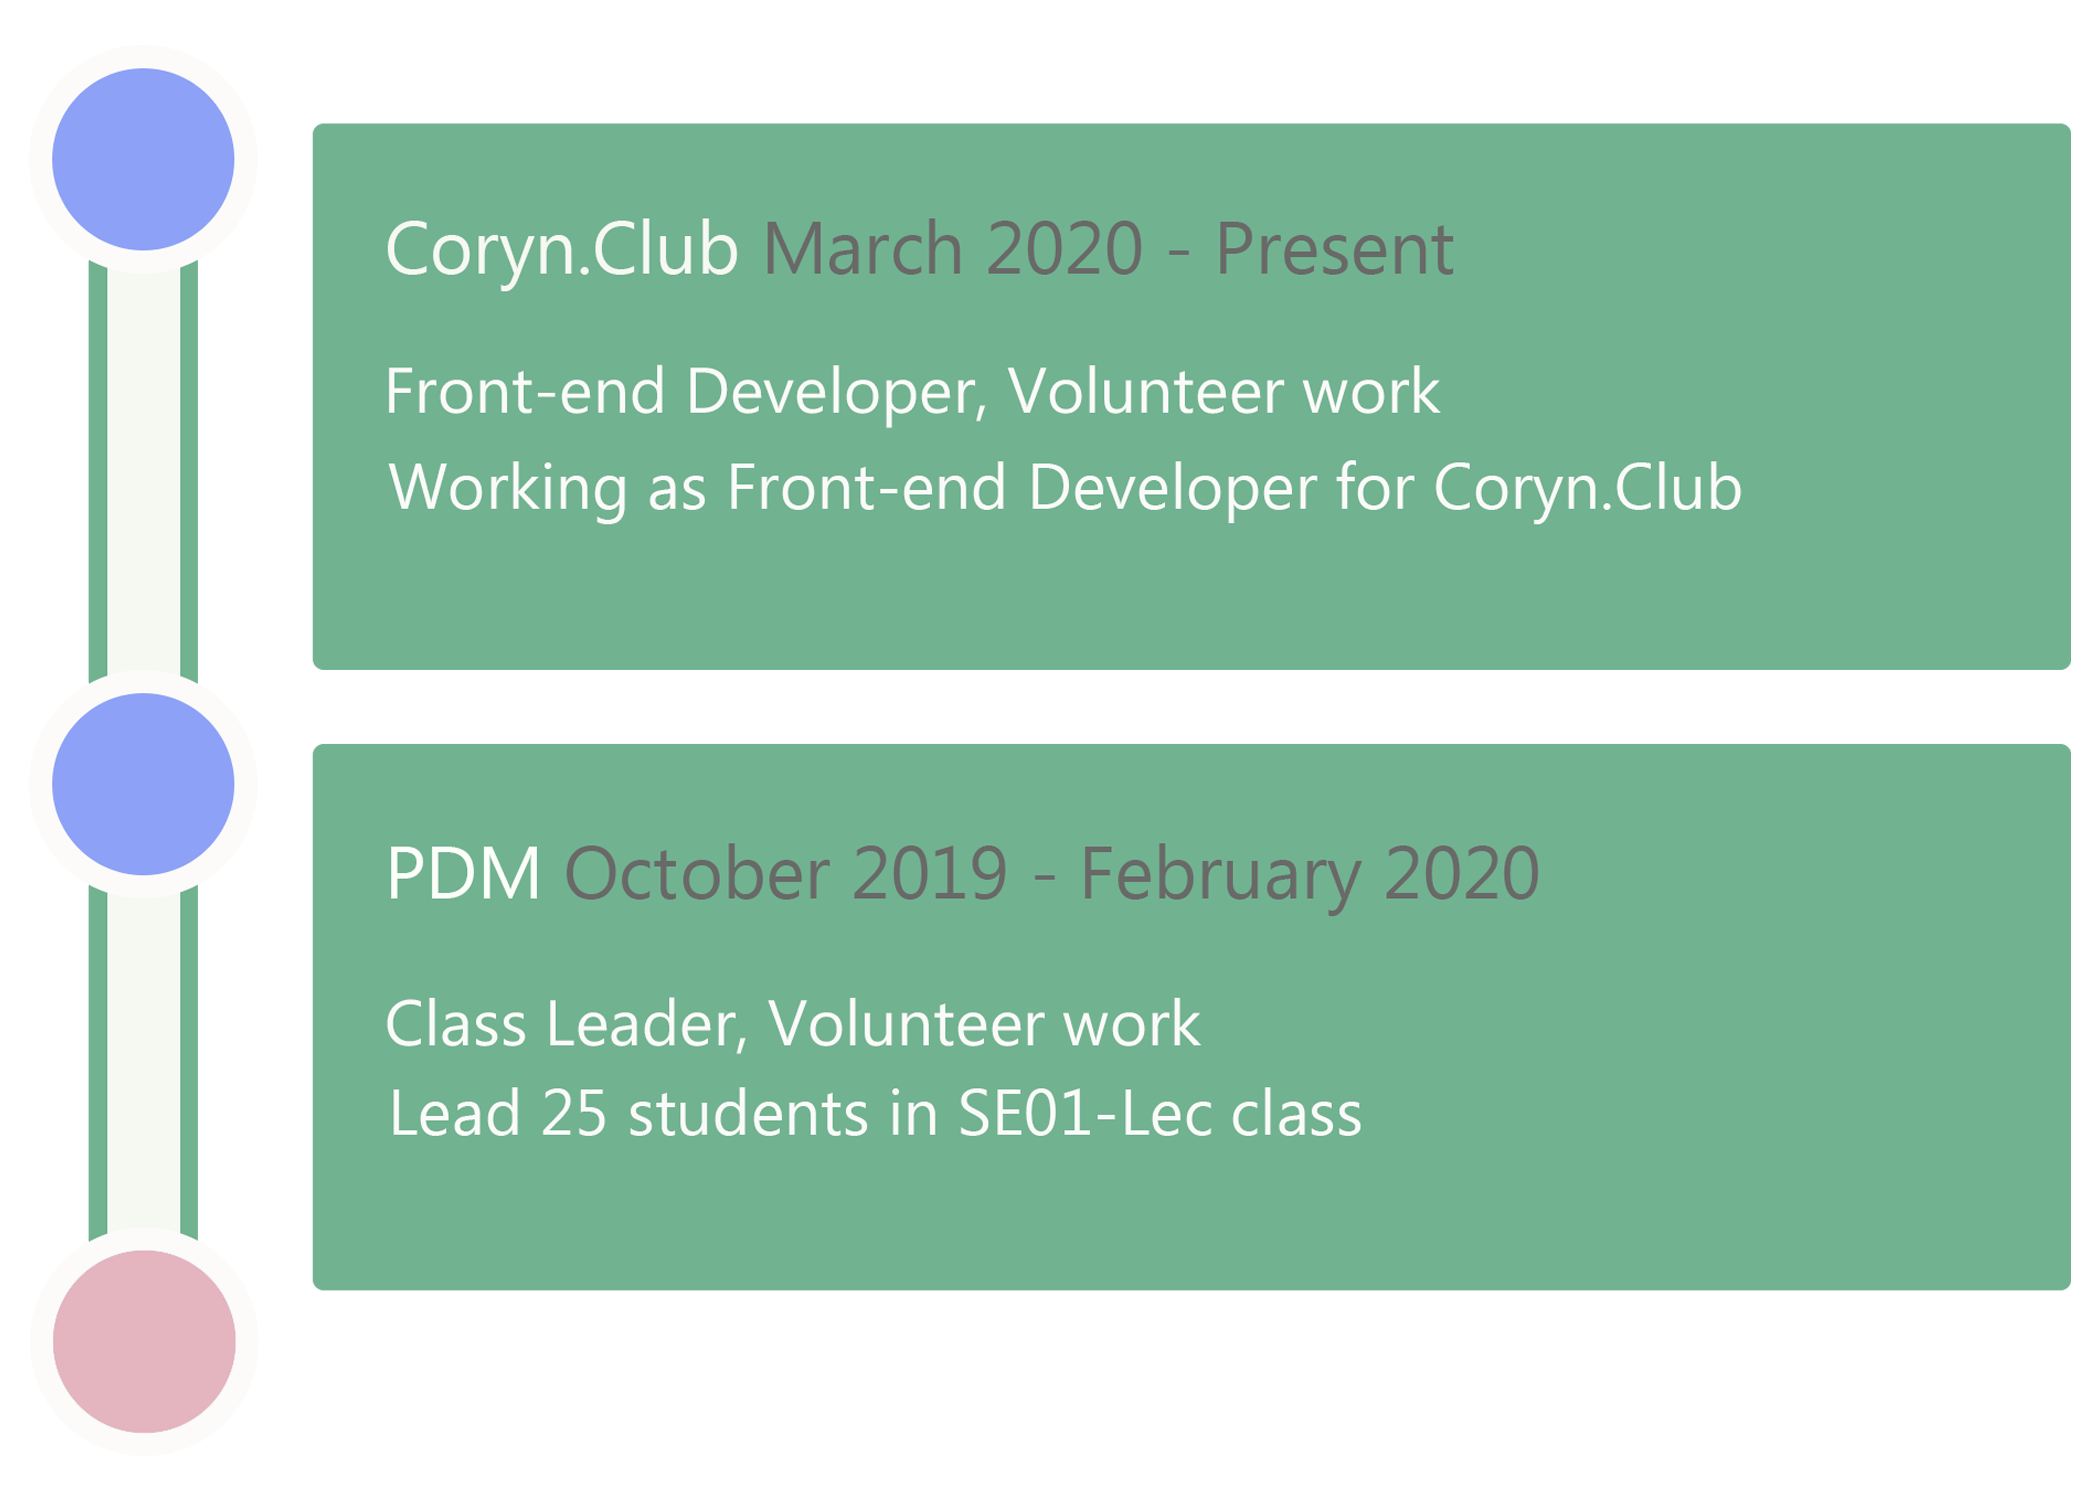 Coryn.Club March 2020 - Present
Front-end Developer, Volunteer work
Working as Front-end Developer for Coryn.Club
PDM October 2019 - February 2020
Class Leader, Volunteer work
Lead 25 students in SE01-Lec class